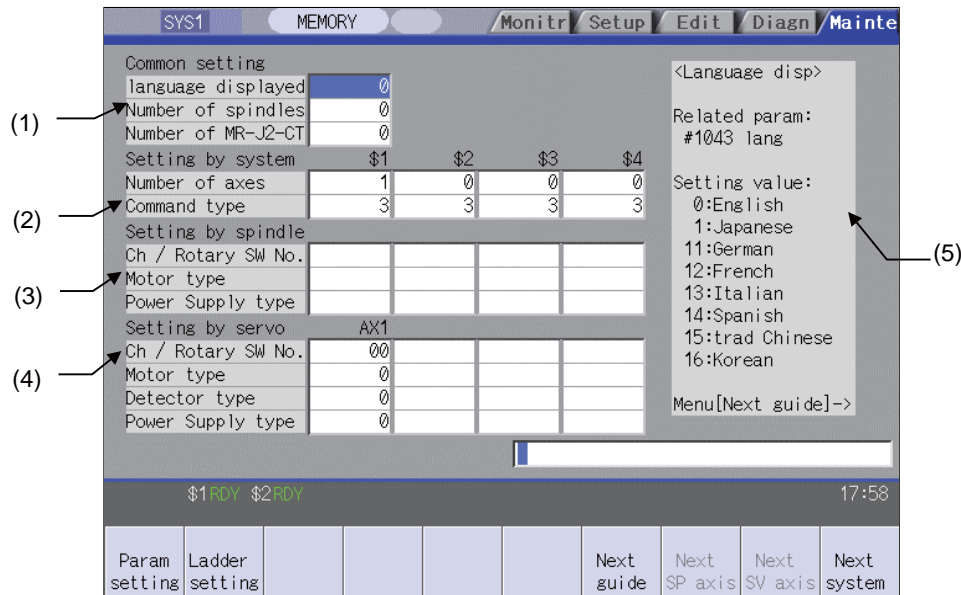 SYS1 MEMORY Monitr Setup Edit Diagn Mainte
Common setting
language displayed 0
Number of spindles 0
Number of MR-J2-CT 0
Setting by system $1 $2 $3 $4
Number of axes 1 0 0 0
Command type 3 3 3 3
Setting by spindle
Ch / Rotary SW No.
Motor type
Power Supply type
Setting by servo AX1
Ch / Rotary SW No. 00
Motor type 0
Detector type 0
Power Supply type 0
<Language disp>
Related param:
#1043 lang
Setting value:
0:English
1:Japanese
11:German
12:French
13:Italian
14:Spanish
15:trad Chinese
16:Korean
Menu[Next guide]->
(1)
(2)
(3)
(4)
(5)
$1 RDY $2 RDY 17:58
Param setting
Ladder setting
Next guide
Next SP axis
Next SV axis
Next system